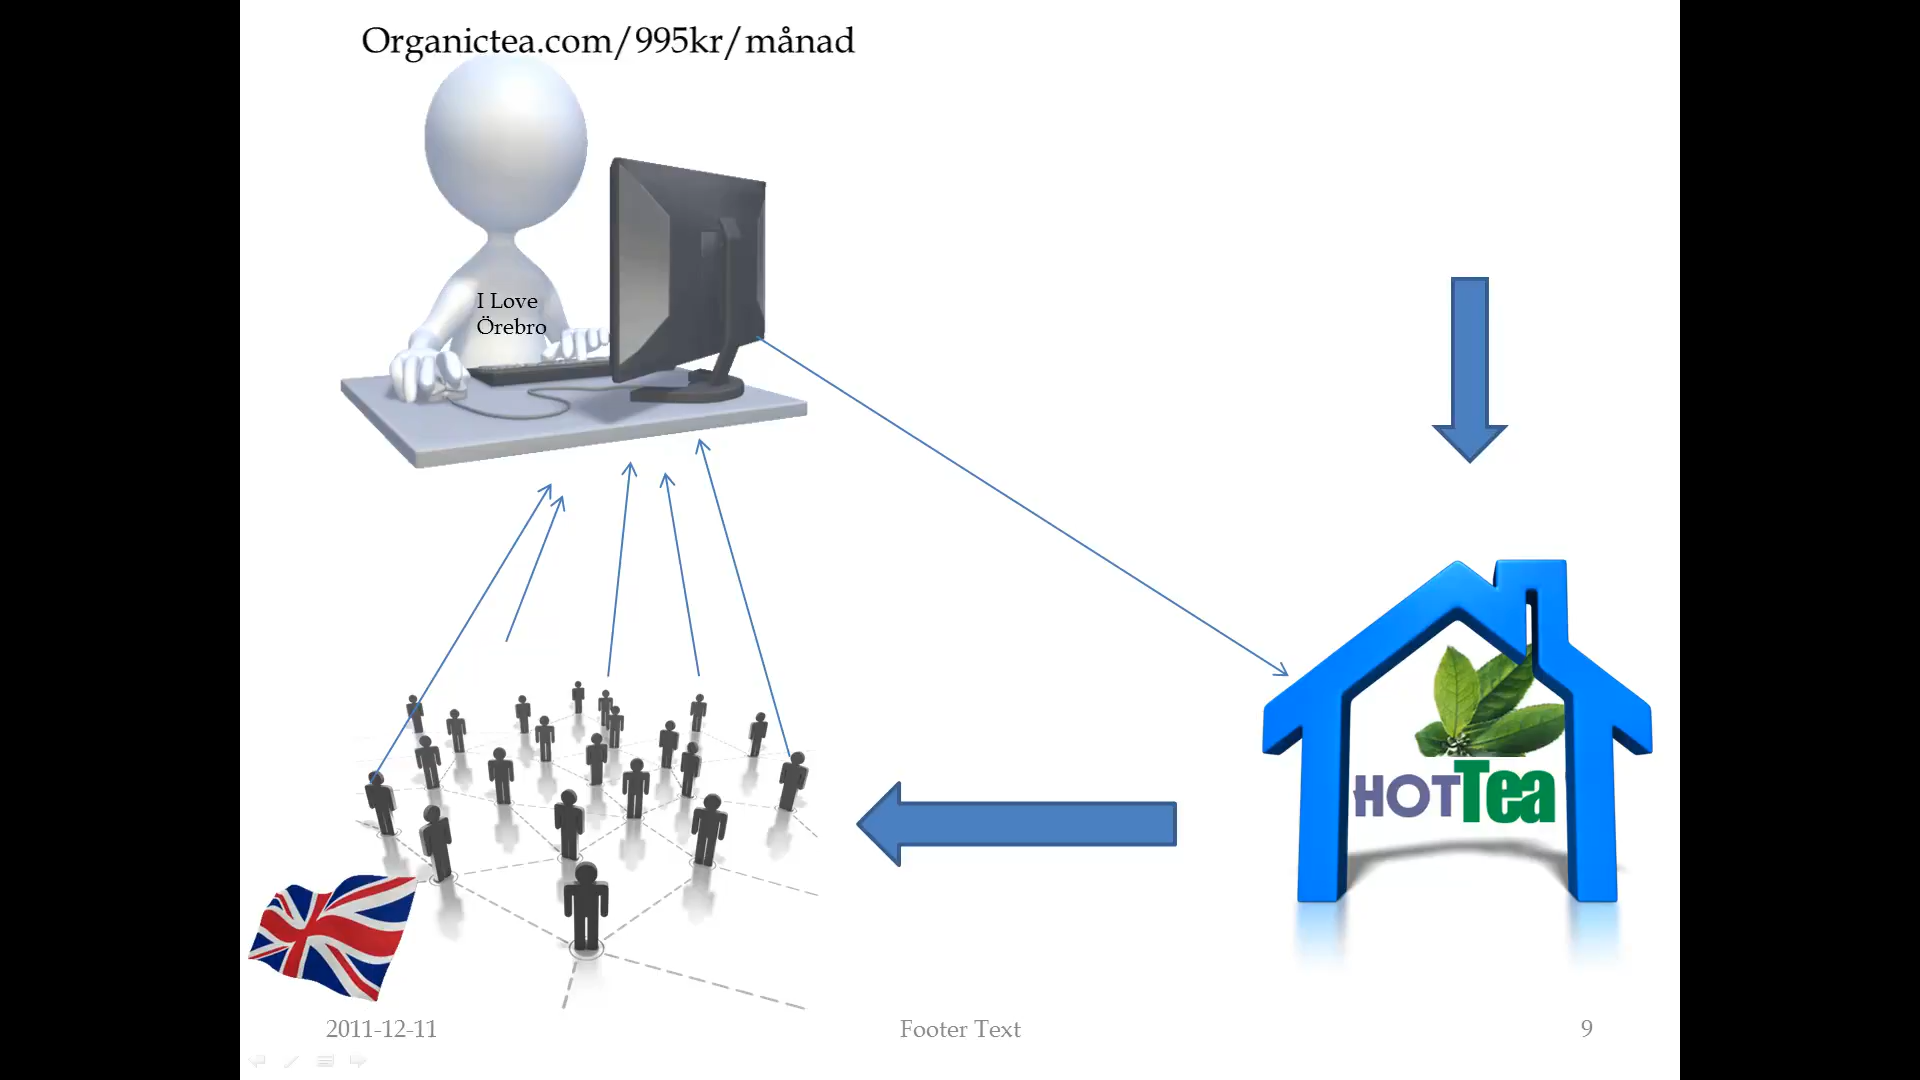 Organictea.com/995kr/månad
I Love
Örebro
HOTTea
2011-12-11
Footer Text
9